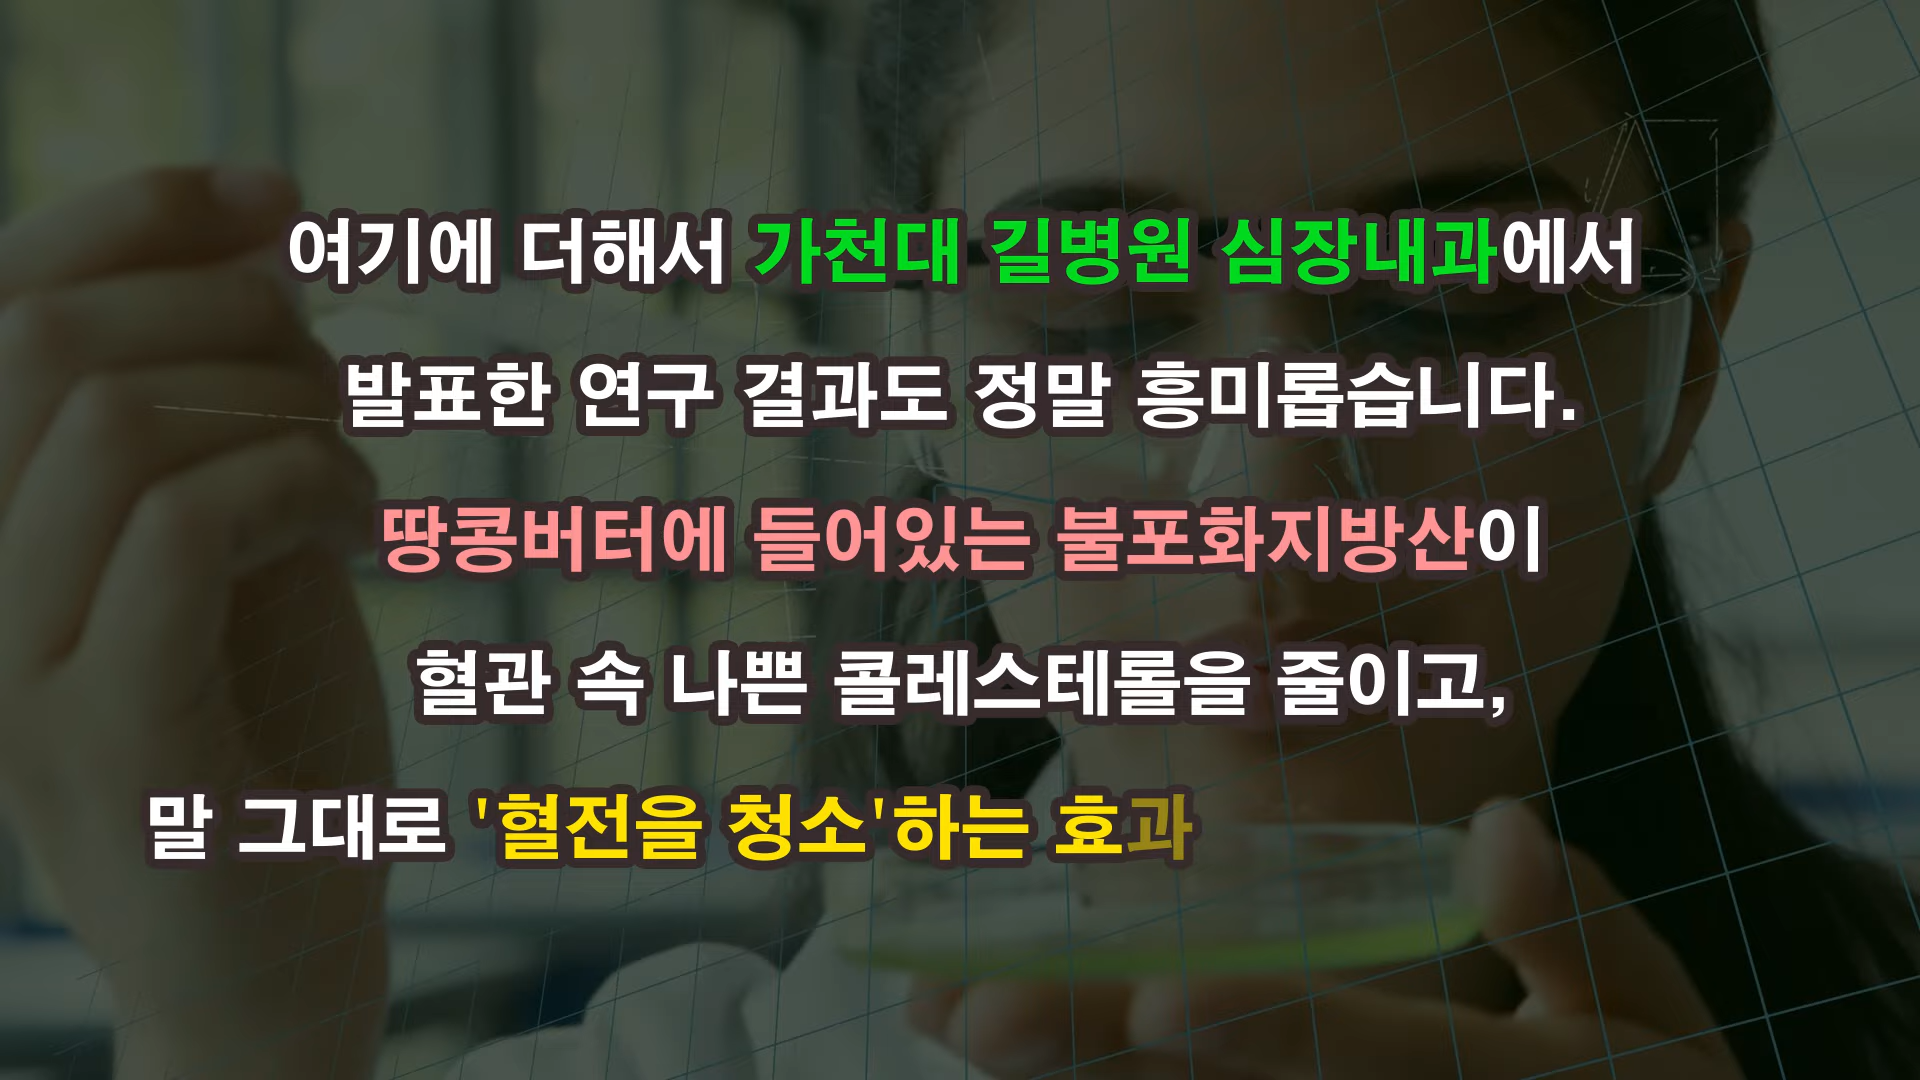 여기에 더해서 가천대 길병원 심장내과에서
발표한 연구 결과도 정말 흥미롭습니다.
땅콩버터에 들어있는 불포화지방산이
혈관 속 나쁜 콜레스테롤을 줄이고,
말 그대로 '혈전을 청소'하는 효과